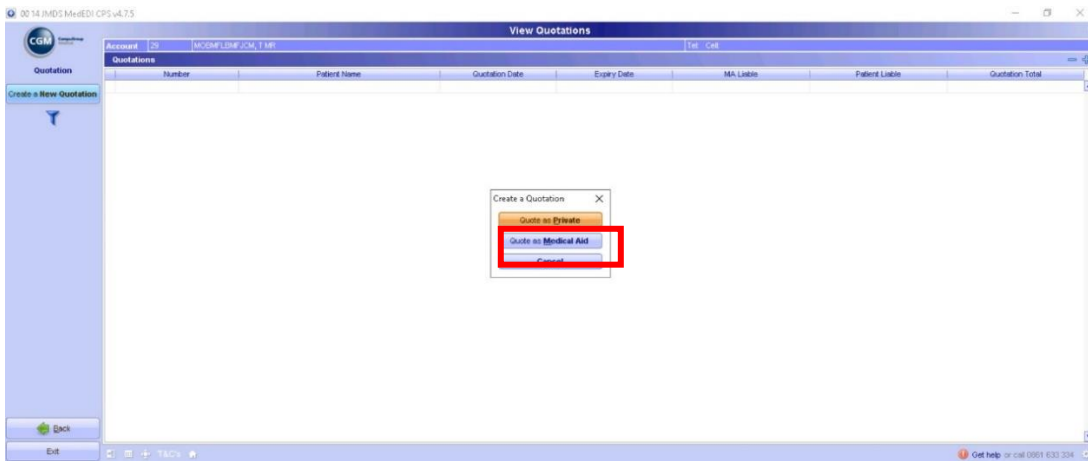 00 14 JMDS MedEDI CPS v4.7.5
View Quotations
CGM CompuGroup Medical
Account 29 Tel Cell
Quotation
Quotations
Number Patient Name Quotation Date Expiry Date MA Liable Patient Liable Quotation Total
Create a New Quotation
Create a Quotation
Quote as Private
Quote as Medical Aid
Cancel
Back
Exit
T&C's
Get help or call 0861 633 334